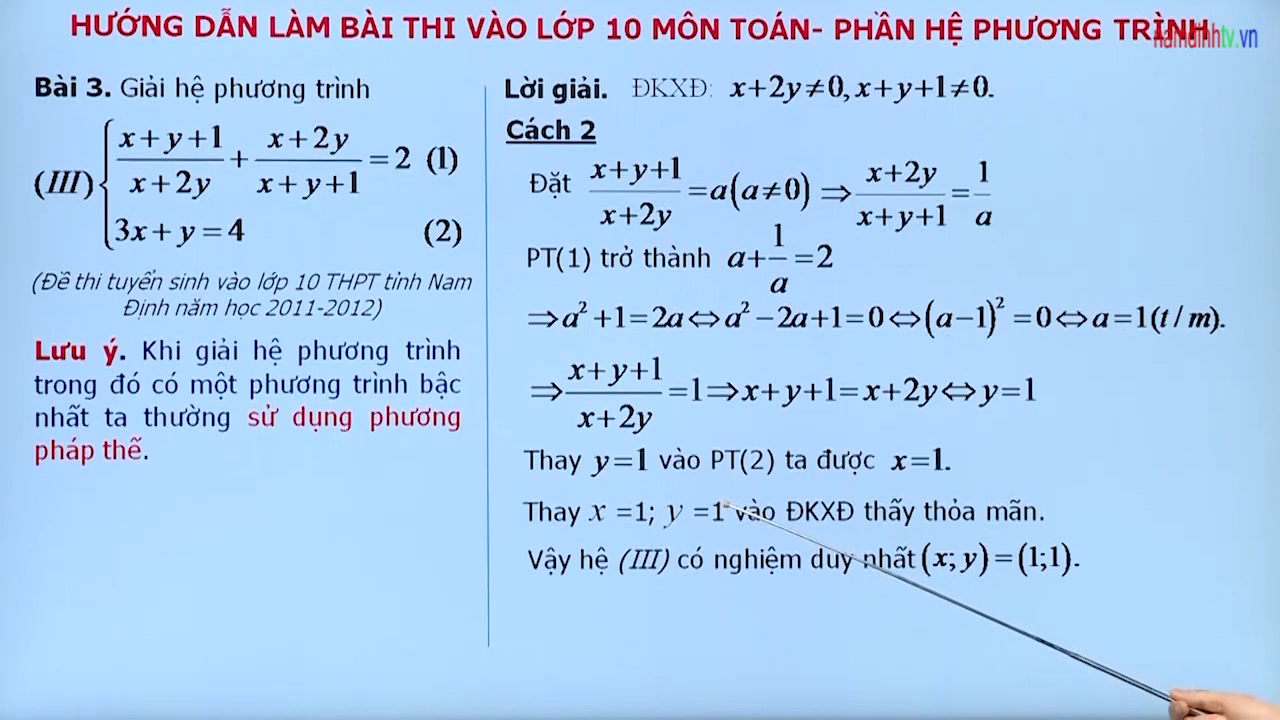 HƯỚNG DẪN LÀM BÀI THI VÀO LỚP 10 MÔN TOÁN- PHẦN HỆ PHƯƠNG TRÌNH
namdinhtv.vn
Bài 3. Giải hệ phương trình
(III) { (x+y+1)/(x+2y) + (x+2y)/(x+y+1) = 2 (1)
3x+y=4 (2)
(Đề thi tuyển sinh vào lớp 10 THPT tỉnh Nam
Định năm học 2011-2012)
Lưu ý. Khi giải hệ phương trình
trong đó có một phương trình bậc
nhất ta thường sử dụng phương
pháp thế.
Lời giải. ĐKXĐ: x+2y≠0, x+y+1≠0.
Cách 2
Đặt (x+y+1)/(x+2y) = a(a≠0) ⇒ (x+2y)/(x+y+1) = 1/a
PT(1) trở thành a+1/a=2
⇒a²+1=2a⇔a²−2a+1=0⇔(a−1)²=0⇔a=1(t/m).
⇒(x+y+1)/(x+2y)=1⇒x+y+1=x+2y⇔y=1
Thay y=1 vào PT(2) ta được x=1.
Thay x =1; y =1 vào ĐKXĐ thấy thỏa mãn.
Vậy hệ (III) có nghiệm duy nhất (x;y)=(1;1).